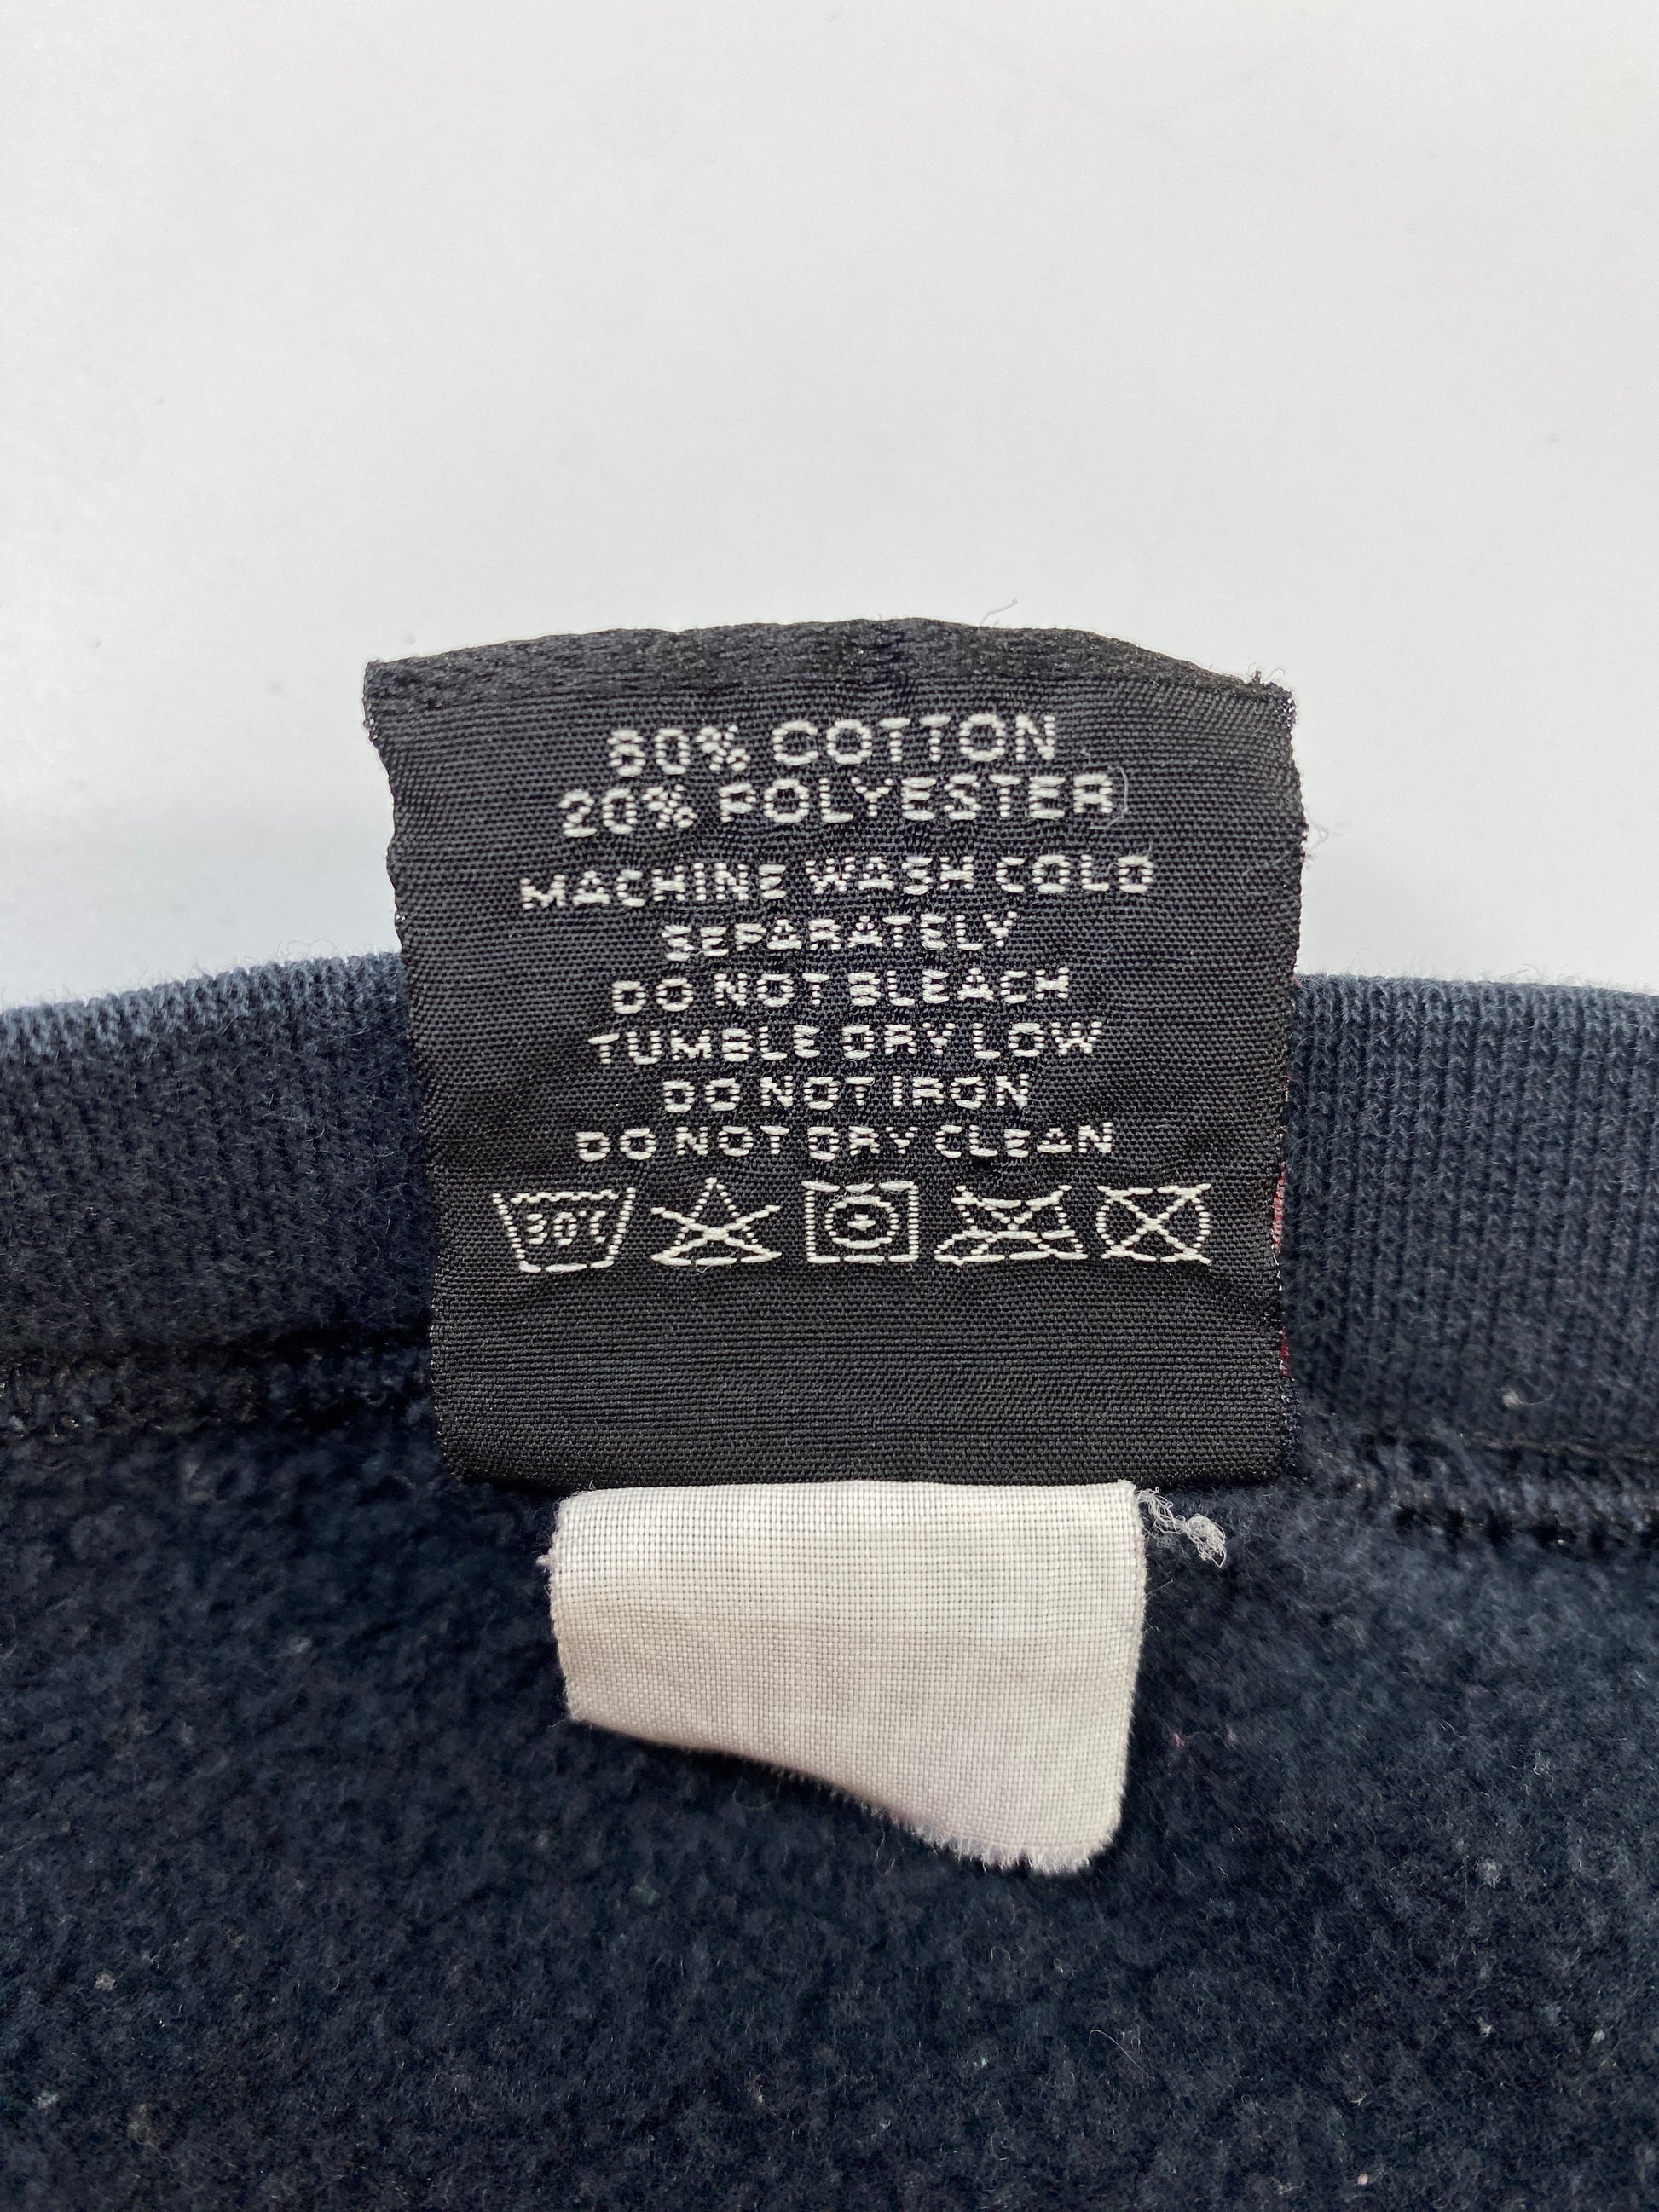 80% COTTON
20% POLYESTER
MACHINE WASH COLD
SEPARATELY
DO NOT BLEACH
TUMBLE DRY LOW
DO NOT IRON
DO NOT DRY CLEAN
30°C